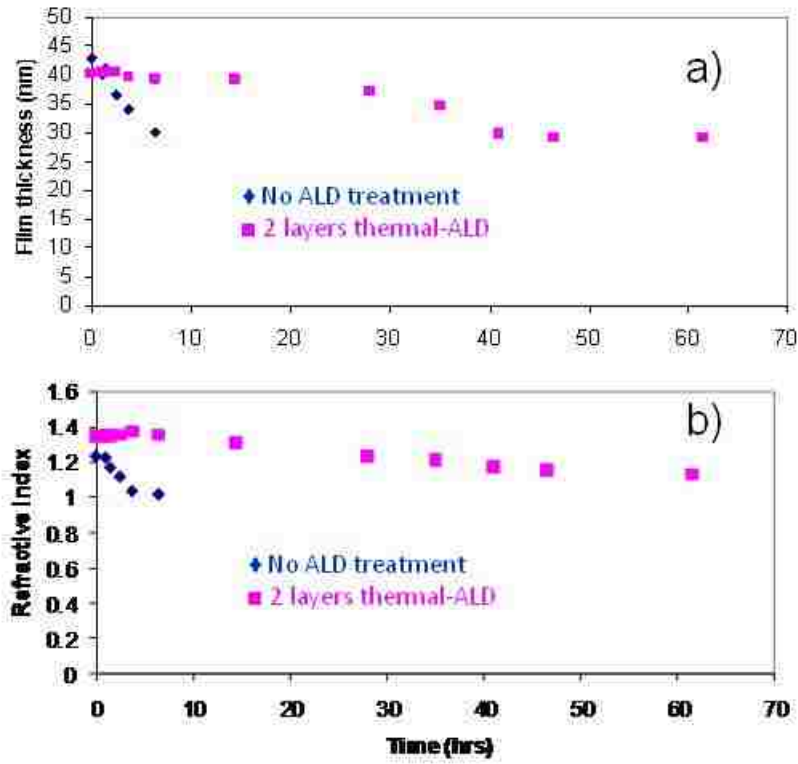 a)
Film thickness (nm)
50
45
40
35
30
25
20
15
10
5
0
No ALD treatment
2 layers thermal-ALD
0 10 20 30 40 50 60 70
b)
Refractive Index
1.6
1.4
1.2
1
0.8
0.6
0.4
0.2
0
No ALD treatment
2 layers thermal-ALD
0 10 20 30 40 50 60 70
Time (hrs)